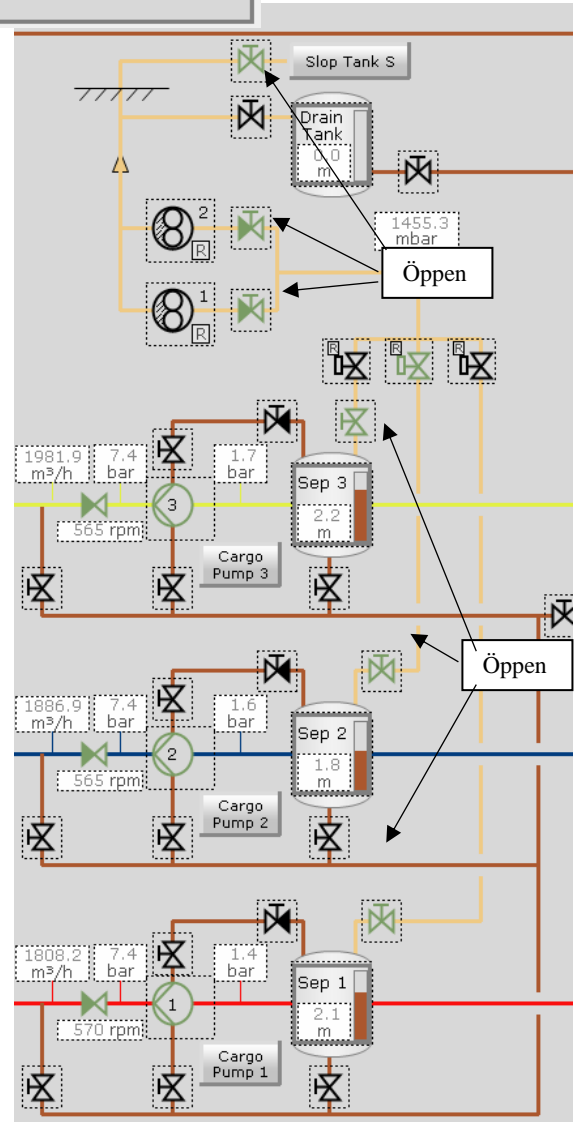 Slop Tank S
Drain
Tank
0.0
m
2
R
1455.3
mbar
Öppen
1
R
R
R
R
1981.9
m³/h
7.4
bar
1.7
bar
Sep 3
3
2.2
m
565 rpm
Cargo
Pump 3
Öppen
1886.9
m³/h
7.4
bar
1.6
bar
Sep 2
2
1.8
m
565 rpm
Cargo
Pump 2
1808.2
m³/h
7.4
bar
1.4
bar
Sep 1
1
2.1
m
570 rpm
Cargo
Pump 1